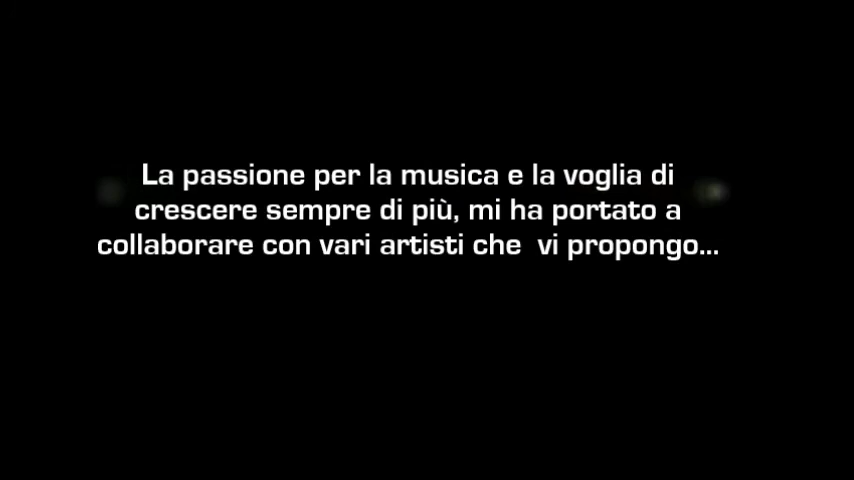 La passione per la musica e la voglia di
crescere sempre di più, mi ha portato a
collaborare con vari artisti che  vi propongo...